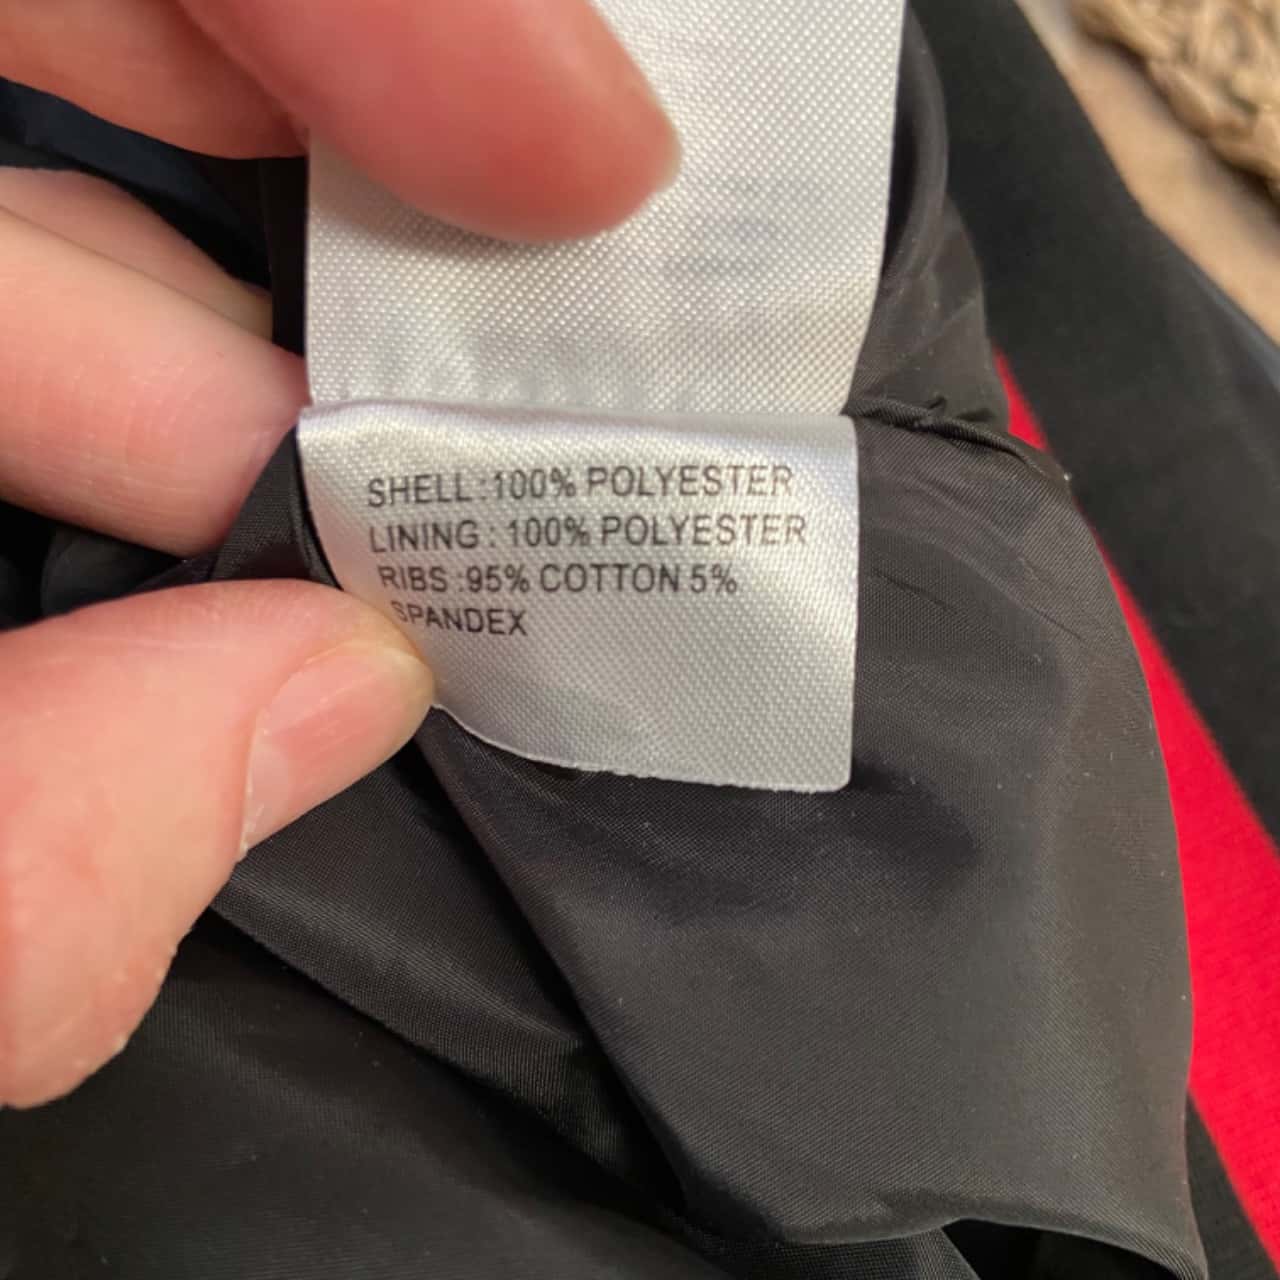 SHELL :100% POLYESTER
LINING : 100% POLYESTER
RIBS :95% COTTON 5%
SPANDEX